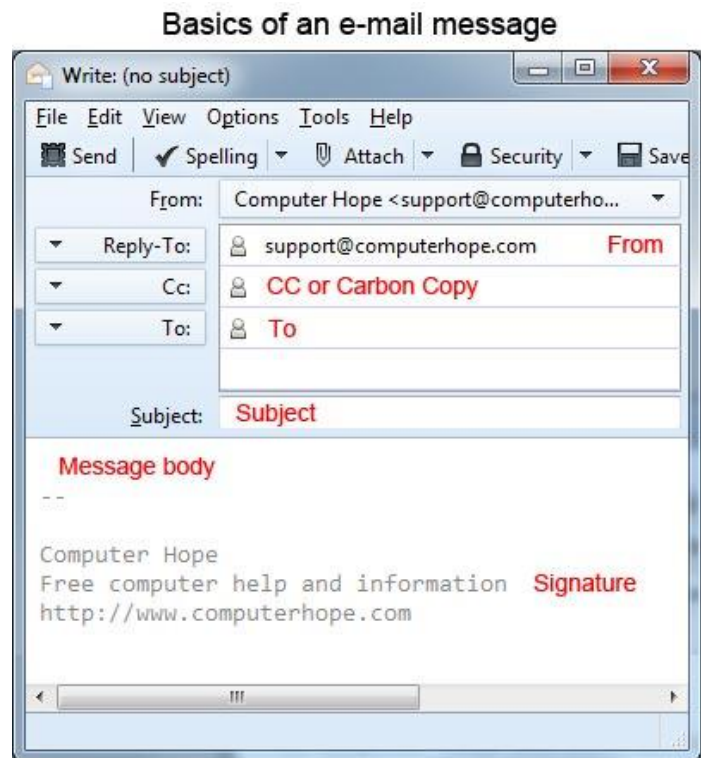 Basics of an e-mail message
Write: (no subject)
File Edit View Options Tools Help
Send Spelling Attach Security Save
From: Computer Hope <support@computerho...
Reply-To: support@computerhope.com From
Cc: CC or Carbon Copy
To: To
Subject: Subject
Message body
--
Computer Hope
Free computer help and information Signature
http://www.computerhope.com